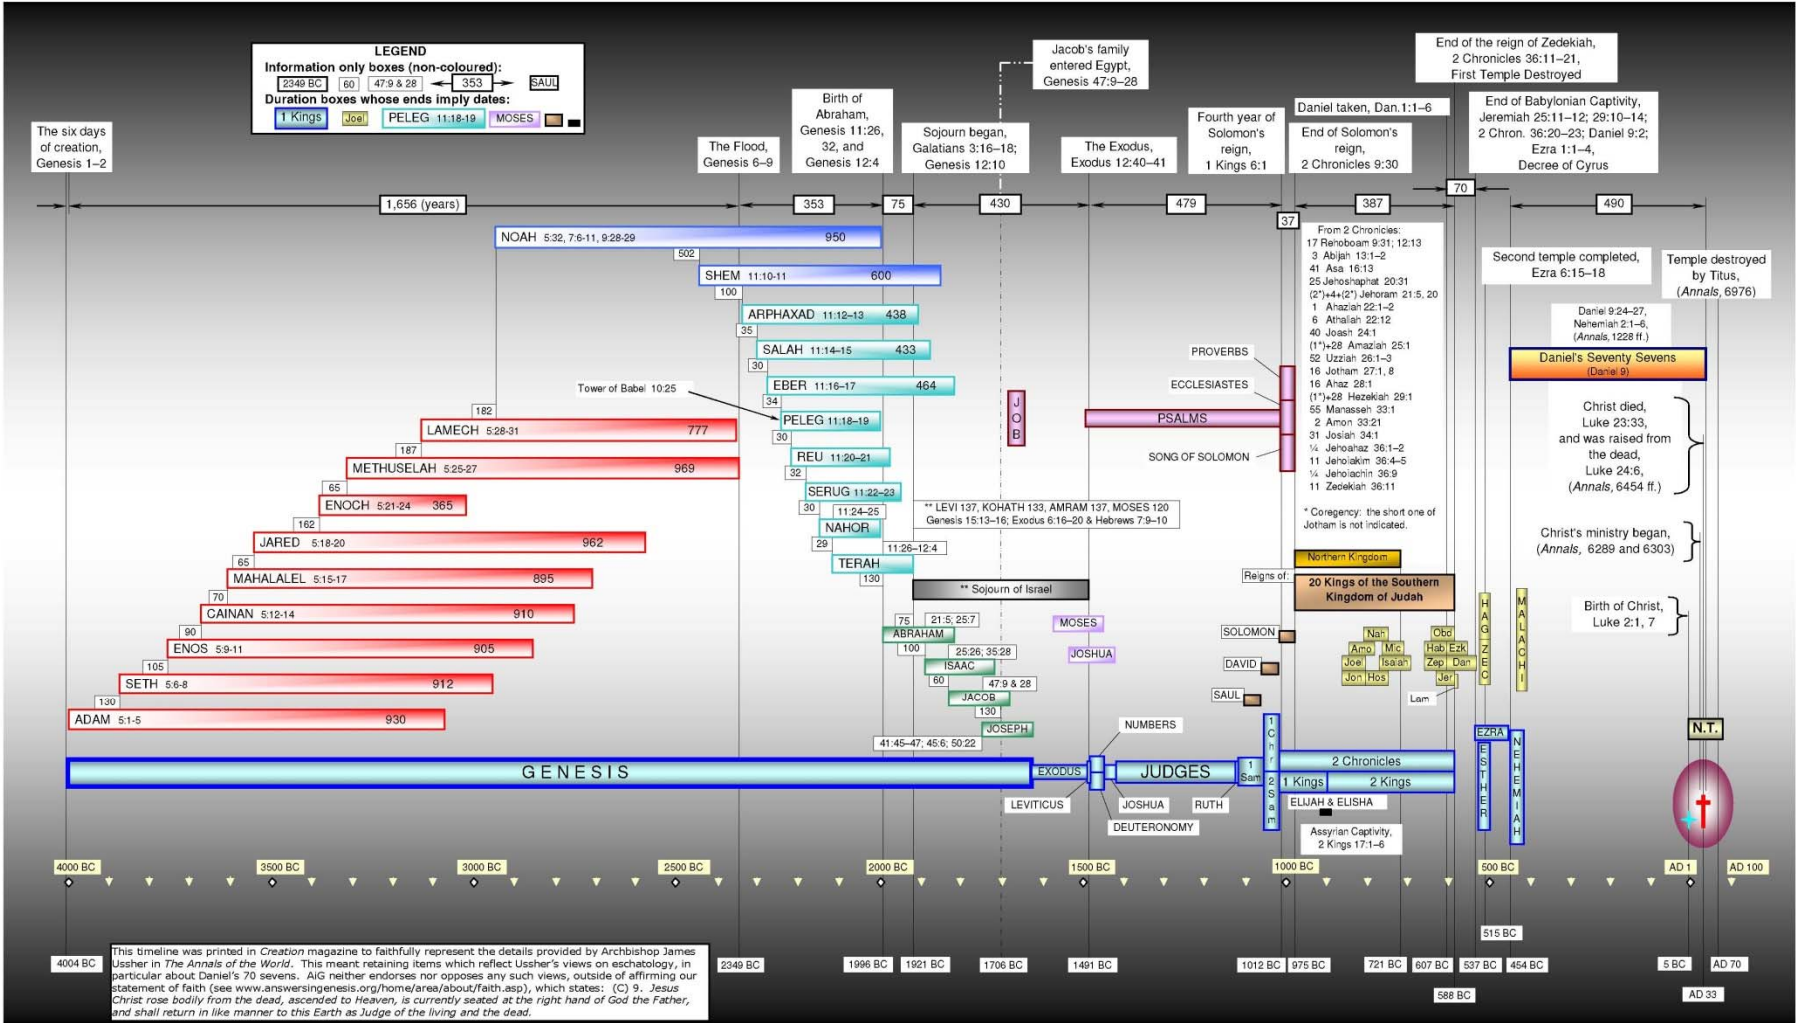 LEGEND
Information only boxes (non-coloured):
2349 BC 60 47:9 & 28 353 SAUL
Duration boxes whose ends imply dates:
1 Kings Joel PELEG 11:18-19 MOSES
The six days
of creation,
Genesis 1–2
The Flood,
Genesis 6–9
Birth of
Abraham,
Genesis 11:26,
32, and
Genesis 12:4
Sojourn began,
Galatians 3:16–18;
Genesis 12:10
Jacob's family
entered Egypt,
Genesis 47:9–28
The Exodus,
Exodus 12:40–41
Fourth year of
Solomon's
reign,
1 Kings 6:1
Daniel taken, Dan.1:1–6
End of Solomon's
reign,
2 Chronicles 9:30
End of the reign of Zedekiah,
2 Chronicles 36:11–21,
First Temple Destroyed
End of Babylonian Captivity,
Jeremiah 25:11–12; 29:10–14;
2 Chron. 36:20–23; Daniel 9:2;
Ezra 1:1–4,
Decree of Cyrus
70
1,656 (years) 353 75 430 479 387 490
37
NOAH 5:32, 7:6-11, 9:28-29 950
502
SHEM 11:10-11 600
100
ARPHAXAD 11:12–13 438
35
SALAH 11:14–15 433
30
EBER 11:16–17 464
34
Tower of Babel 10:25
PELEG 11:18–19
30
REU 11:20–21
32
SERUG 11:22–23
30
11:24–25
NAHOR
29
11:26–12:4
TERAH
130
182
LAMECH 5:28-31 777
187
METHUSELAH 5:25-27 969
65
ENOCH 5:21-24 365
162
JARED 5:18-20 962
65
MAHALALEL 5:15-17 895
70
CAINAN 5:12-14 910
90
ENOS 5:9-11 905
105
SETH 5:6-8 912
130
ADAM 5:1-5 930
JOB
PROVERBS
ECCLESIASTES
PSALMS
SONG OF SOLOMON
** LEVI 137, KOHATH 133, AMRAM 137, MOSES 120
Genesis 15:13–16; Exodus 6:16–20 & Hebrews 7:9–10
** Sojourn of Israel
75 21:5; 25:7
ABRAHAM
100 25:26; 35:28
ISAAC
60 47:9 & 28
JACOB
130
JOSEPH
41:45–47; 45:6; 50:22
MOSES
JOSHUA
From 2 Chronicles:
17 Rehoboam 9:31; 12:13
3 Abijah 13:1–2
41 Asa 16:13
25 Jehoshaphat 20:31
(2*)+4+(2*) Jehoram 21:5, 20
1 Ahaziah 22:1–2
6 Athaliah 22:12
40 Joash 24:1
(1*)+28 Amaziah 25:1
52 Uzziah 26:1–3
16 Jotham 27:1, 8
16 Ahaz 28:1
(1*)+28 Hezekiah 29:1
55 Manasseh 33:1
2 Amon 33:21
31 Josiah 34:1
¼ Jehoahaz 36:1–2
11 Jehoiakim 36:4–5
¼ Jehoiachin 36:9
11 Zedekiah 36:11
* Coregency: the short one of
Jotham is not indicated.
Northern Kingdom
Reigns of:
20 Kings of the Southern
Kingdom of Judah
SOLOMON
DAVID
SAUL
Nah
Amo Mic
Joel Isaiah
Jon Hos
Obd
Hab Ezk
Zep Dan
Jer
Lam
HAG ZEC
MALACHI
Second temple completed,
Ezra 6:15–18
Temple destroyed
by Titus,
(Annals, 6976)
Daniel 9:24–27,
Nehemiah 2:1–6,
(Annals, 1228 ff.)
Daniel's Seventy Sevens
(Daniel 9)
Christ died,
Luke 23:33,
and was raised from
the dead,
Luke 24:6,
(Annals, 6454 ff.)
Christ's ministry began,
(Annals, 6289 and 6303)
Birth of Christ,
Luke 2:1, 7
N.T.
GENESIS
EXODUS
NUMBERS
LEVITICUS
DEUTERONOMY
JOSHUA
JUDGES
RUTH
1 Sam
1 Chr
2 Sam
2 Chronicles
1 Kings 2 Kings
ELIJAH & ELISHA
Assyrian Captivity,
2 Kings 17:1–6
EZRA
ESTHER
NEHEMIAH
4000 BC 3500 BC 3000 BC 2500 BC 2000 BC 1500 BC 1000 BC 500 BC AD 1 AD 100
515 BC
4004 BC 2349 BC 1996 BC 1921 BC 1706 BC 1491 BC 1012 BC 975 BC 721 BC 607 BC 537 BC 454 BC 5 BC AD 70
588 BC AD 33
This timeline was printed in Creation magazine to faithfully represent the details provided by Archbishop James
Ussher in The Annals of the World. This meant retaining items which reflect Ussher's views on eschatology, in
particular about Daniel's 70 sevens. AiG neither endorses nor opposes any such views, outside of affirming our
statement of faith (see www.answersingenesis.org/home/area/about/faith.asp), which states: (C) 9. Jesus
Christ rose bodily from the dead, ascended to Heaven, is currently seated at the right hand of God the Father,
and shall return in like manner to this Earth as Judge of the living and the dead.